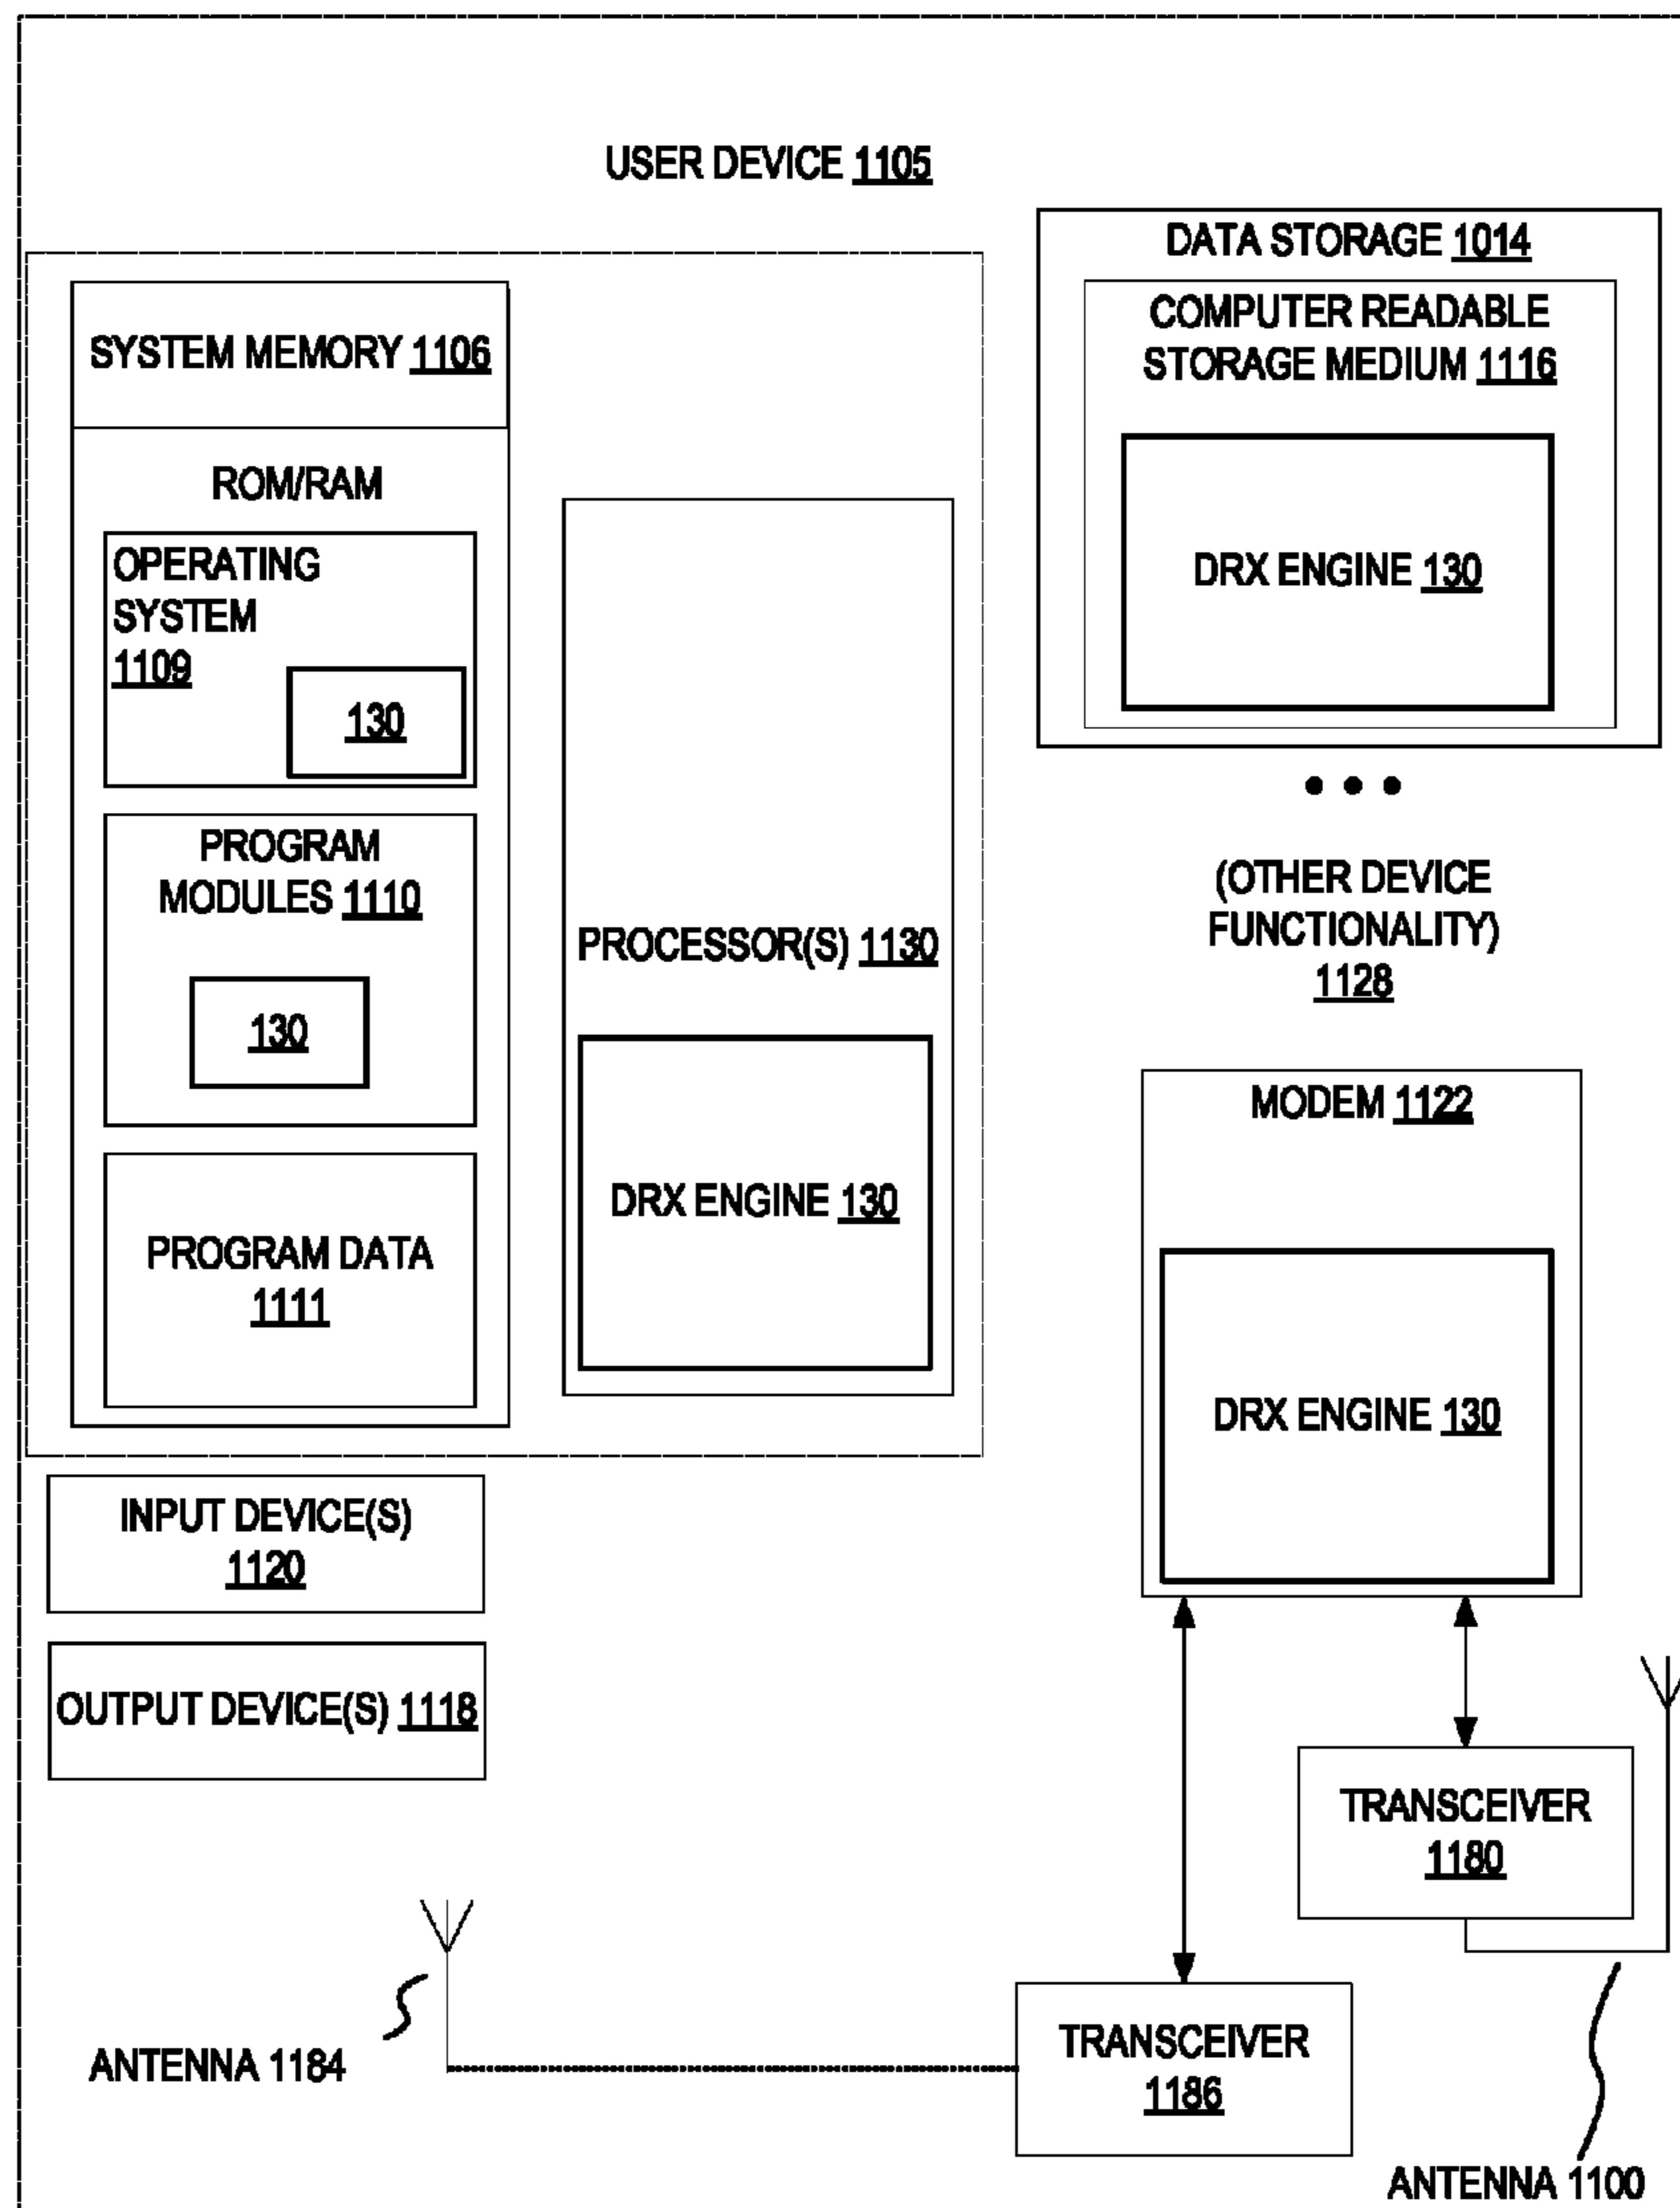 USER DEVICE 1105
SYSTEM MEMORY 1106
ROM/RAM
OPERATING
SYSTEM
1109
130
PROGRAM
MODULES 1110
130
PROGRAM DATA
1111
PROCESSOR(S) 1130
DRX ENGINE 130
DATA STORAGE 1014
COMPUTER READABLE
STORAGE MEDIUM 1116
DRX ENGINE 130
(OTHER DEVICE
FUNCTIONALITY)
1128
MODEM 1122
DRX ENGINE 130
INPUT DEVICE(S)
1120
OUTPUT DEVICE(S) 1118
TRANSCEIVER
1180
ANTENNA 1184
TRANSCEIVER
1186
ANTENNA 1100